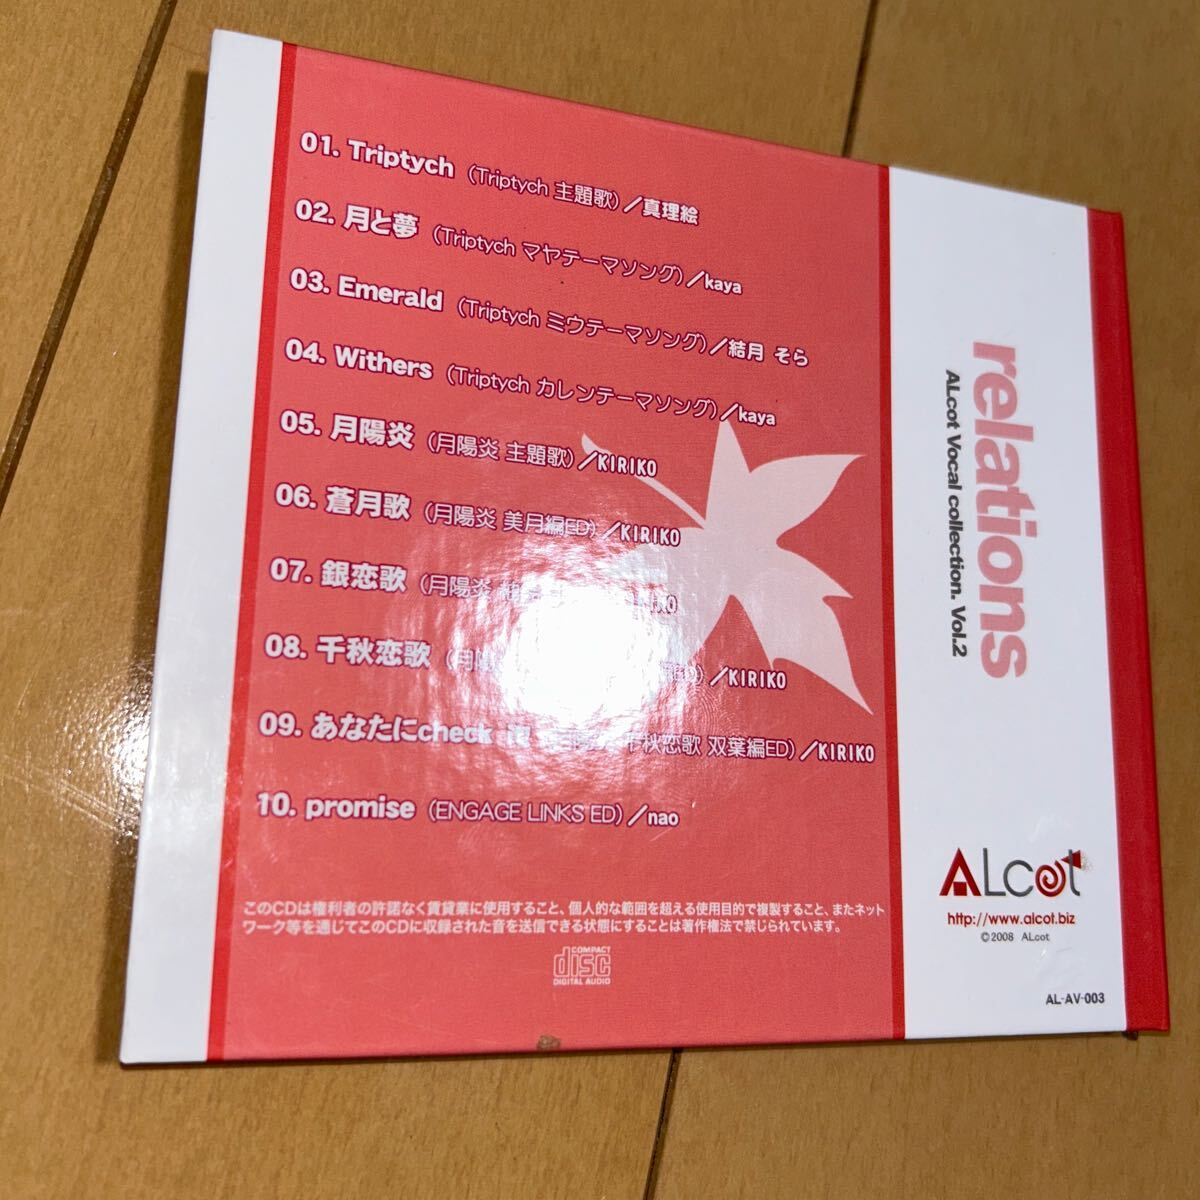 01. Triptych (Triptych 主題歌)/真理絵
02. 月と夢 (Triptych マヤテーマソング)/kaya
03. Emerald (Triptych ミウテーマソング)/結月 そら
04. Withers (Triptych カレンテーマソング)/kaya
05. 月陽炎 (月陽炎 主題歌)/KIRIKO
06. 蒼月歌 (月陽炎 美月編ED)/KIRIKO
07. 銀恋歌 (月陽炎
08. 千秋恋歌 ED)/KIRIKO
09. あなたにcheck 千秋恋歌 双葉編ED)/KIRIKO
10. promise (ENGAGE LINKS ED)/nao
このCDは権利者の許諾なく賃貸業に使用すること、個人的な範囲を超える使用目的で複製すること、またネット
ワーク等を通じてこのCDに収録された音を送信できる状態にすることは著作権法で禁じられています。
COMPACT
disc
DIGITAL AUDIO
relations
ALcot Vocal collection. Vol.2
ALcot
http://www.alcot.biz
©2008 ALcot
AL-AV-003